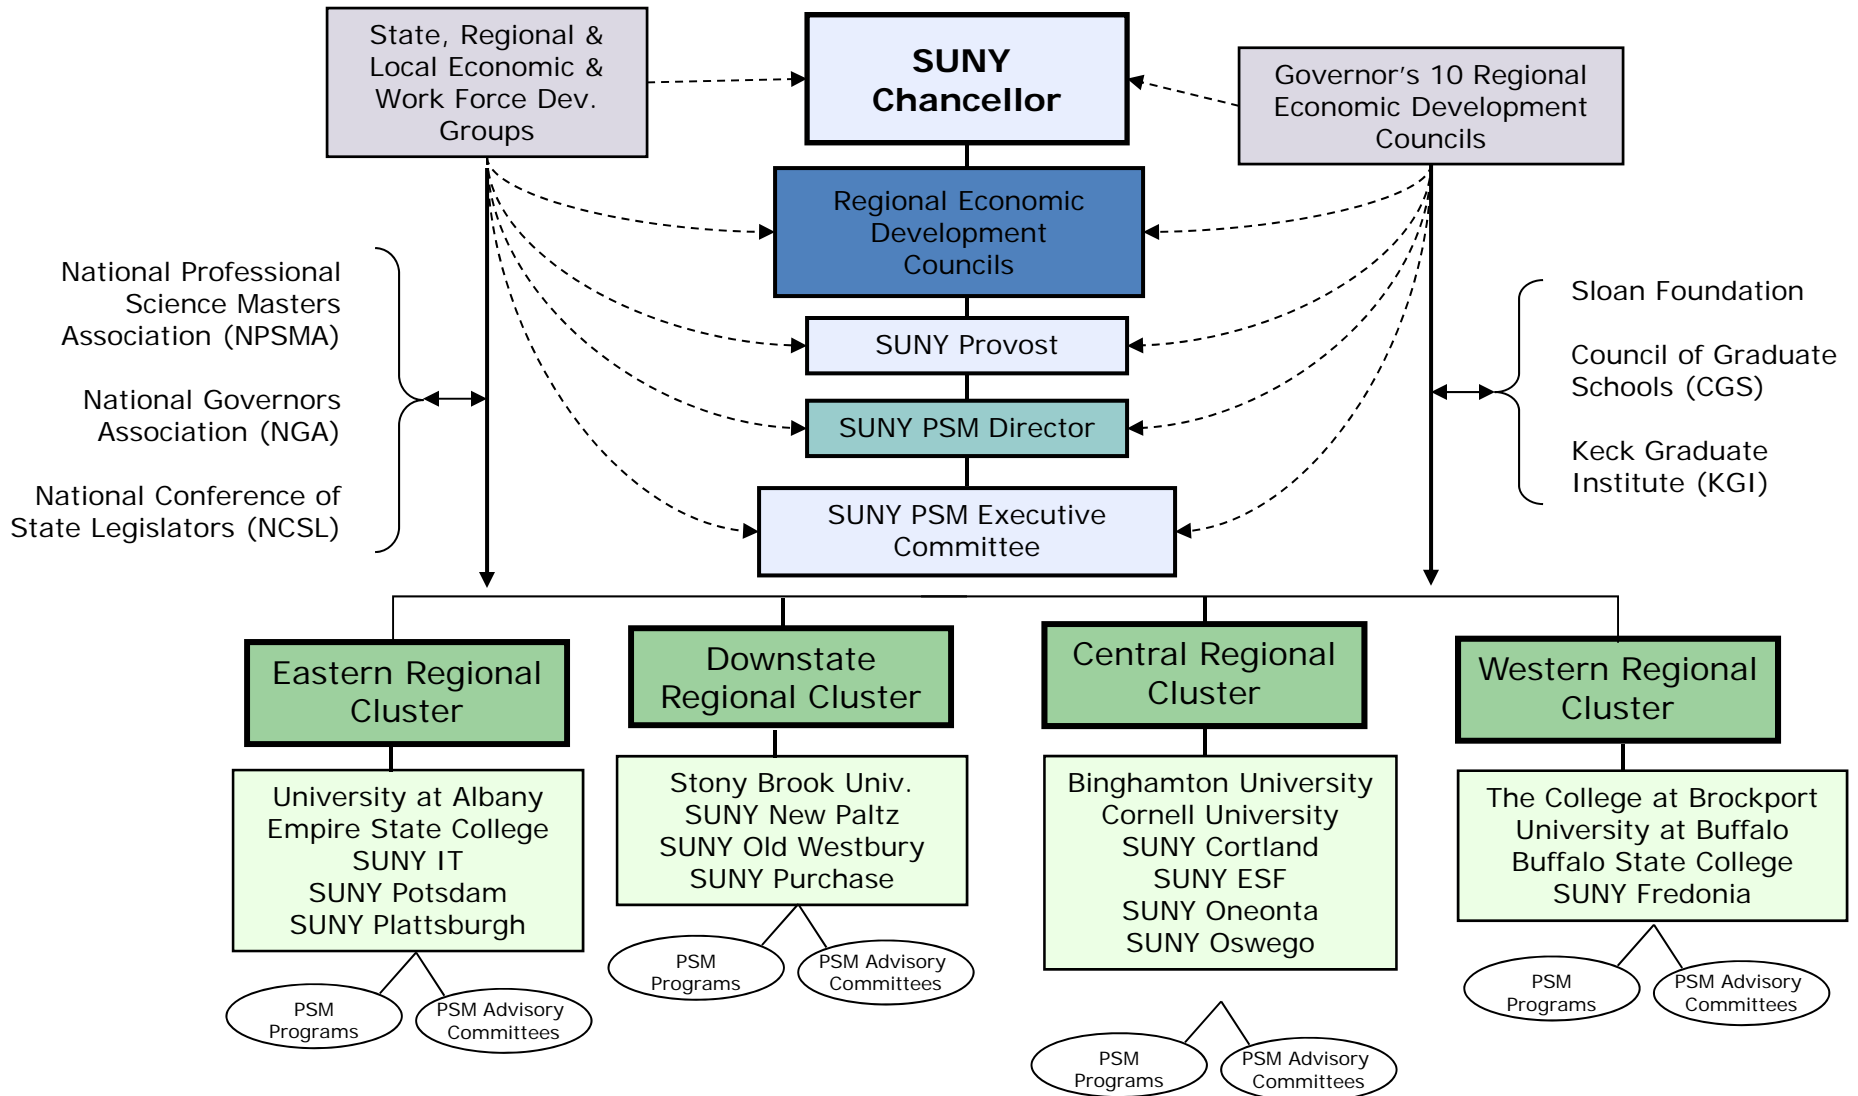 State, Regional &
Local Economic &
Work Force Dev.
Groups
SUNY
Chancellor
Governor's 10 Regional
Economic Development
Councils
Regional Economic
Development
Councils
National Professional
Science Masters
Association (NPSMA)
National Governors
Association (NGA)
National Conference of
State Legislators (NCSL)
SUNY Provost
SUNY PSM Director
SUNY PSM Executive
Committee
Sloan Foundation
Council of Graduate
Schools (CGS)
Keck Graduate
Institute (KGI)
Eastern Regional
Cluster
Downstate
Regional Cluster
Central Regional
Cluster
Western Regional
Cluster
University at Albany
Empire State College
SUNY IT
SUNY Potsdam
SUNY Plattsburgh
Stony Brook Univ.
SUNY New Paltz
SUNY Old Westbury
SUNY Purchase
Binghamton University
Cornell University
SUNY Cortland
SUNY ESF
SUNY Oneonta
SUNY Oswego
The College at Brockport
University at Buffalo
Buffalo State College
SUNY Fredonia
PSM
Programs
PSM Advisory
Committees
PSM
Programs
PSM Advisory
Committees
PSM
Programs
PSM Advisory
Committees
PSM
Programs
PSM Advisory
Committees